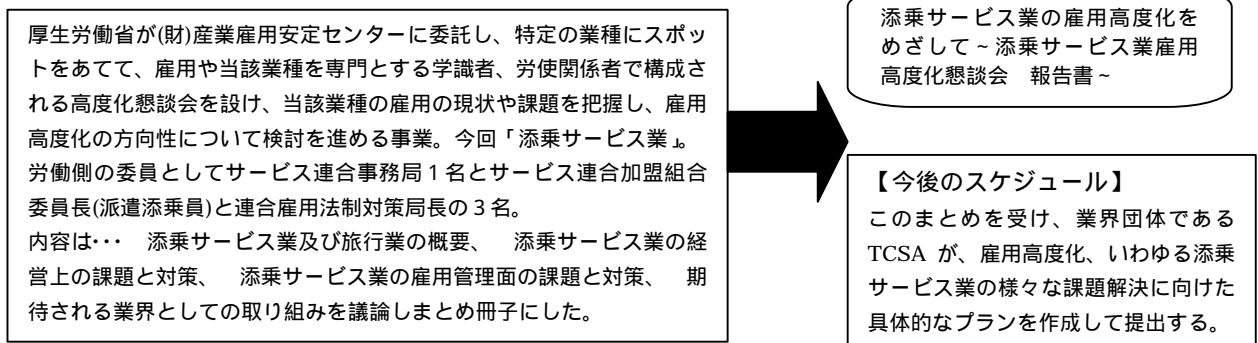 厚生労働省が(財)産業雇用安定センターに委託し、特定の業種にスポッ
トをあてて、雇用や当該業種を専門とする学識者、労使関係者で構成さ
れる高度化懇談会を設け、当該業種の雇用の現状や課題を把握し、雇用
高度化の方向性について検討を進める事業。今回「添乗サービス業」。
労働側の委員としてサービス連合事務局1名とサービス連合加盟組合
委員長(派遣添乗員)と連合雇用法制対策局長の3名。
内容は･･･　添乗サービス業及び旅行業の概要、　添乗サービス業の経
営上の課題と対策、　添乗サービス業の雇用管理面の課題と対策、　期
待される業界としての取り組みを議論しまとめ冊子にした。
添乗サービス業の雇用高度化を
めざして～添乗サービス業雇用
高度化懇談会　報告書～
【今後のスケジュール】
このまとめを受け、業界団体である
TCSA が、雇用高度化、いわゆる添乗
サービス業の様々な課題解決に向けた
具体的なプランを作成して提出する。